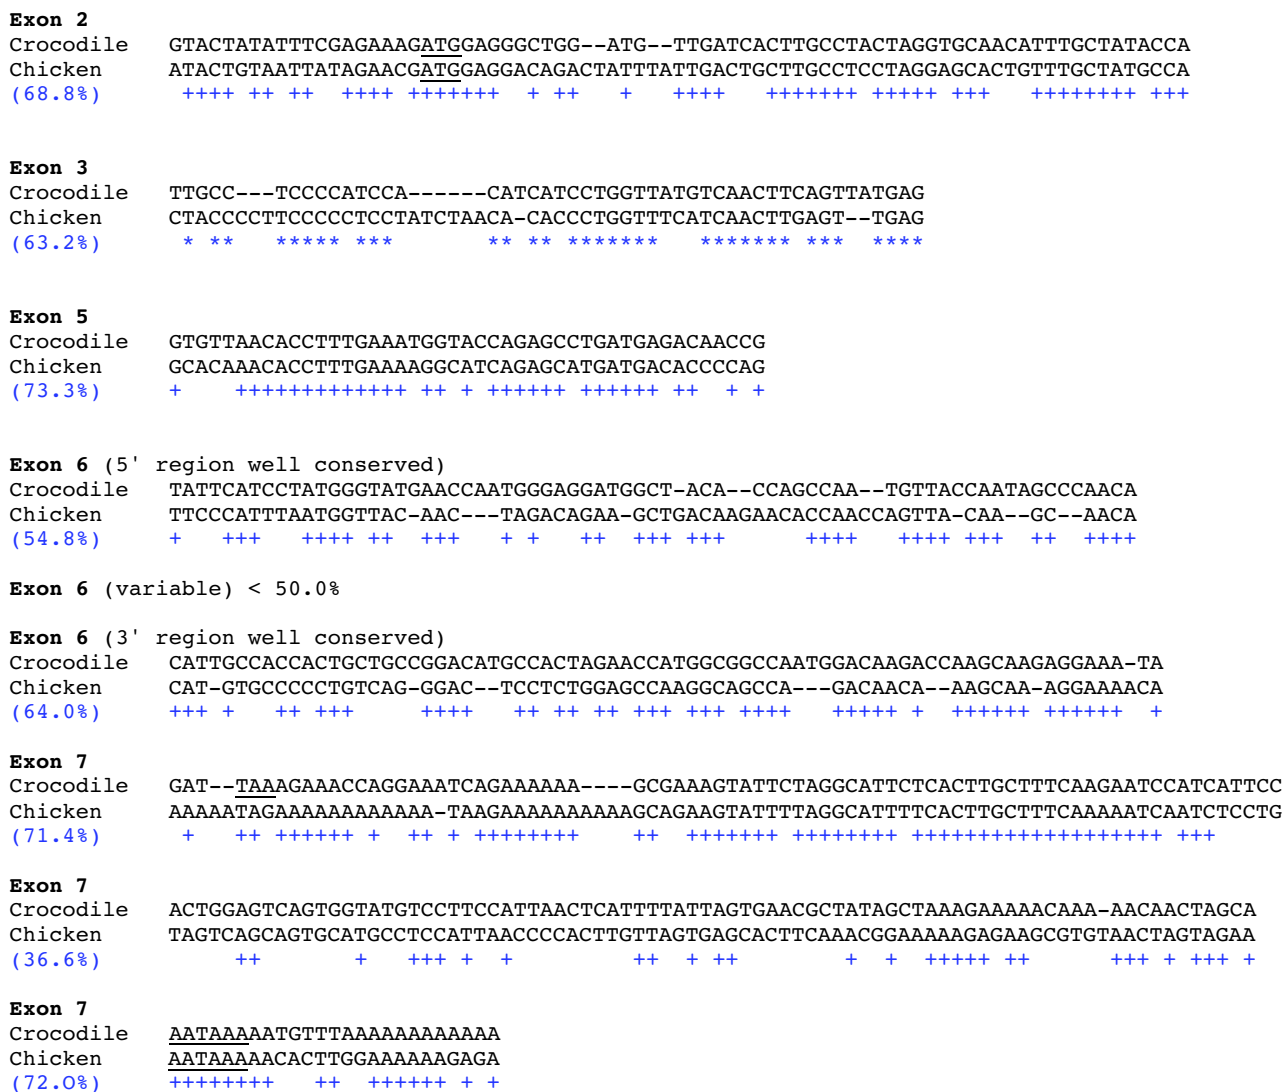 Exon 2
Crocodile   GTACTATATTTCGAGAAAGATGGAGGGCTGG--ATG--TTGATCACTTGCCTACTAGGTGCAACATTTGCTATACCA
Chicken     ATACTGTAATTATAGAACGATGGAGGACAGACTATTTATTGACTGCTTGCCTCCTAGGAGCACTGTTTGCTATGCCA
(68.8%)      ++++ ++ ++  ++++ +++++++  + ++   +   ++++   +++++++ +++++ +++   ++++++++ +++
Exon 3
Crocodile   TTGCC---TCCCCATCCA------CATCATCCTGGTTATGTCAACTTCAGTTATGAG
Chicken     CTACCCCTTCCCCCTCCTATCTAACA-CACCCTGGTTTCATCAACTTGAGT--TGAG
(63.2%)      * **   ***** ***       ** ** *******   ******* ***  ****
Exon 5
Crocodile   GTGTTAACACCTTTGAAATGGTACCAGAGCCTGATGAGACAACCG
Chicken     GCACAAACACCTTTGAAAAGGCATCAGAGCATGATGACACCCCAG
(73.3%)     +    +++++++++++++ ++ + ++++++ ++++++ ++  + +
Exon 6 (5' region well conserved)
Crocodile   TATTCATCCTATGGGTATGAACCAATGGGAGGATGGCT-ACA--CCAGCCAA--TGTTACCAATAGCCCAACA
Chicken     TTCCCATTTAATGGTTAC-AAC---TAGACAGAA-GCTGACAAGAACACCAACCAGTTA-CAA--GC--AACA
(54.8%)     +   +++   ++++ ++  +++   + +   ++  +++ +++      ++++   ++++ +++  ++  ++++
Exon 6 (variable) < 50.0%
Exon 6 (3' region well conserved)
Crocodile   CATTGCCACCACTGCTGCCGGACATGCCACTAGAACCATGGCGGCCAATGGACAAGACCAAGCAAGAGGAAA-TA
Chicken     CAT-GTGCCCCCTGTCAG-GGAC--TCCTCTGGAGCCAAGGCAGCCA---GACAACA--AAGCAA-AGGAAAACA
(64.0%)     +++ +   ++ +++     ++++   ++ ++ ++ +++ +++ ++++   +++++ +  ++++++ ++++++  +
Exon 7
Crocodile   GAT--TAAAGAAACCAGGAAATCAGAAAAAA----GCGAAAGTATTCTAGGCATTCTCACTTGCTTTCAAGAATCCATCATTCC
Chicken     AAAAATAGAAAAAAAAAAAA-TAAGAAAAAAAAAAGCAGAAGTATTTTAGGCATTTTCACTTGCTTTCAAAAATCAATCTCCTG
(71.4%)      +   ++ ++++++ +  ++ + ++++++++    ++  +++++++ ++++++++ +++++++++++++++++++ +++
Exon 7
Crocodile   ACTGGAGTCAGTGGTATGTCCTTCCATTAACTCATTTTATTAGTGAACGCTATAGCTAAAGAAAAACAAA-AACAACTAGCA
Chicken     TAGTCAGCAGTGCATGCCTCCATTAACCCCACTTGTTAGTGAGCACTTCAAACGGAAAAAGAGAAGCGTGTAACTAGTAGAA
(36.6%)          ++       +   +++ + +         ++  + ++        +  + +++++ ++      +++ + +++ +
Exon 7
Crocodile   AATAAAAATGTTTAAAAAAAAAAAA
Chicken     AATAAAAACACTTGGAAAAAAGAGA
(72.0%)     ++++++++   ++  ++++++ + +